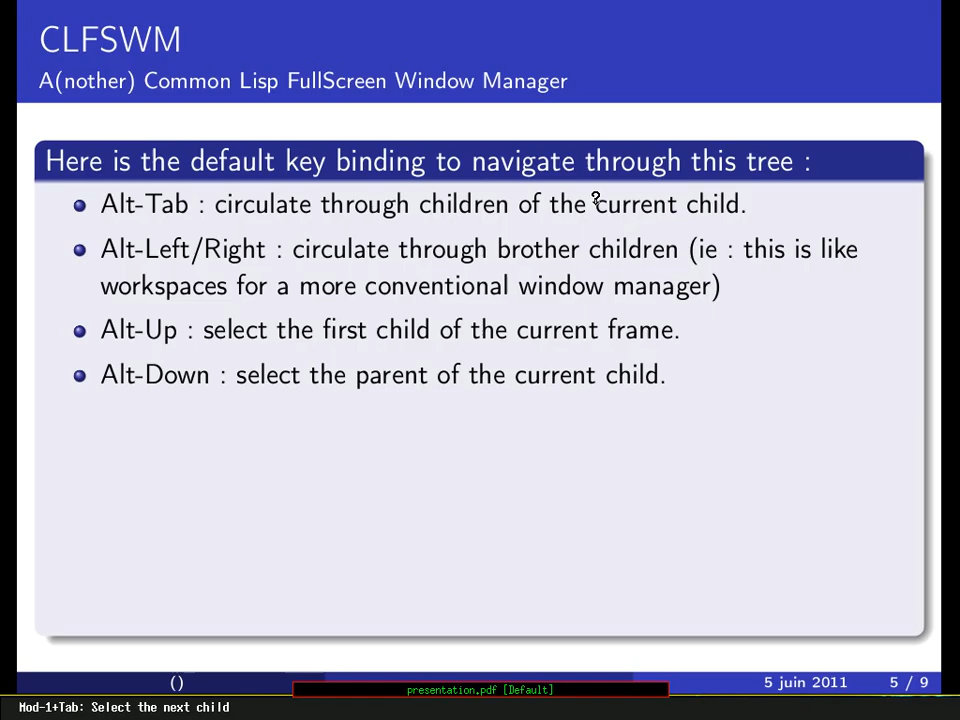 CLFSWM
A(nother) Common Lisp FullScreen Window Manager
Here is the default key binding to navigate through this tree :
Alt-Tab : circulate through children of the current child.
Alt-Left/Right : circulate through brother children (ie : this is like
workspaces for a more conventional window manager)
Alt-Up : select the first child of the current frame.
Alt-Down : select the parent of the current child.
() 5 juin 2011 5 / 9
presentation.pdf [Default]
Mod-1+Tab: Select the next child